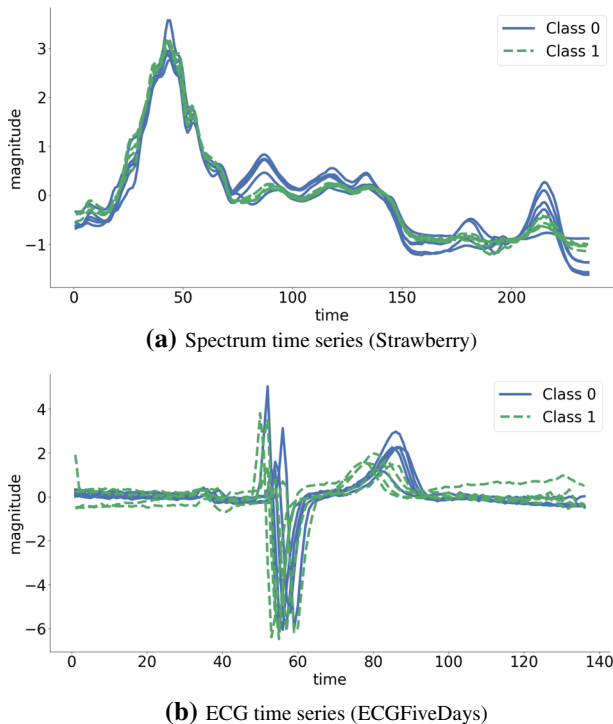 3
2
1
0
−1
magnitude
Class 0
Class 1
0
50
100
150
200
time
(a) Spectrum time series (Strawberry)
4
2
0
−2
−4
−6
magnitude
Class 0
Class 1
0
20
40
60
80
100
120
140
time
(b) ECG time series (ECGFiveDays)